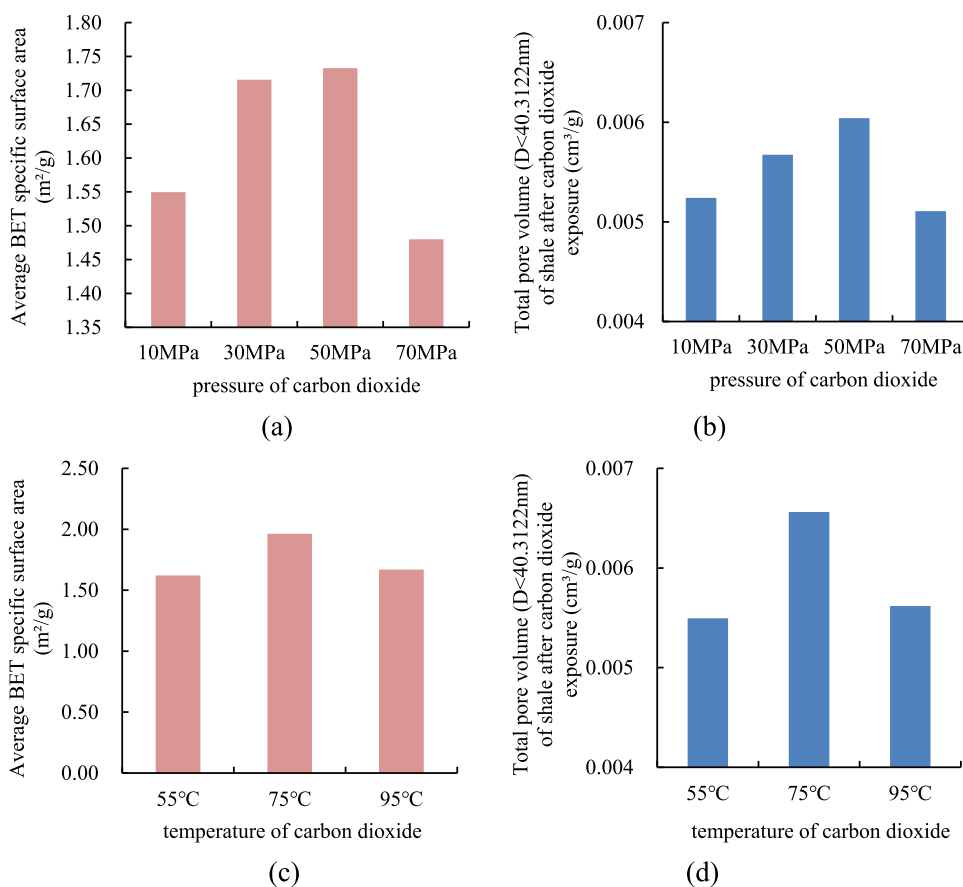 Average BET specific surface area
(m²/g)
1.80
1.75
1.70
1.65
1.60
1.55
1.50
1.45
1.40
1.35
10MPa 30MPa 50MPa 70MPa
pressure of carbon dioxide
(a)
Total pore volume (D<40.3122nm)
of shale after carbon dioxide
exposure (cm³/g)
0.007
0.006
0.005
0.004
10MPa 30MPa 50MPa 70MPa
pressure of carbon dioxide
(b)
Average BET specific surface area
(m²/g)
2.50
2.00
1.50
1.00
0.50
0.00
55℃ 75℃ 95℃
temperature of carbon dioxide
(c)
Total pore volume (D<40.3122nm)
of shale after carbon dioxide
exposure (cm³/g)
0.007
0.006
0.005
0.004
55℃ 75℃ 95℃
temperature of carbon dioxide
(d)